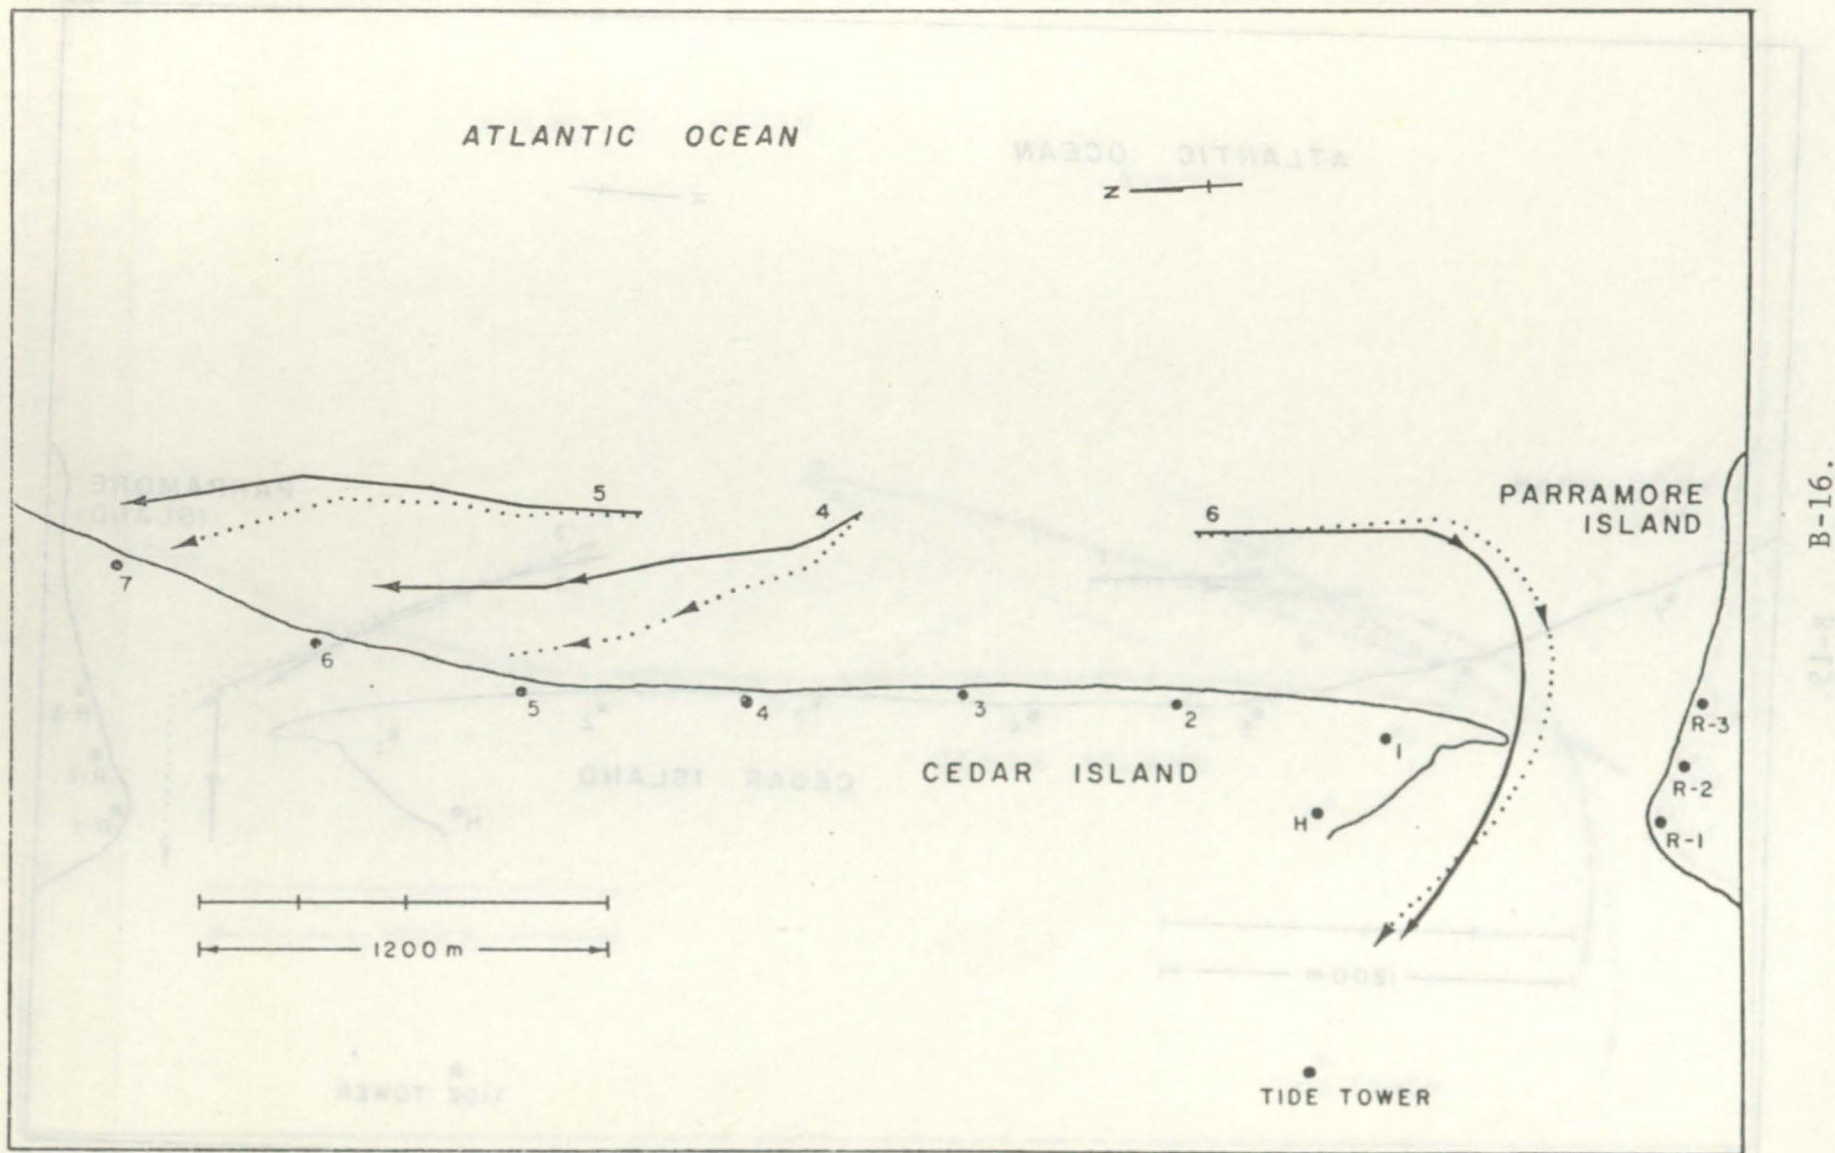 ATLANTIC OCEAN
N
5
4
6
PARRAMORE
ISLAND
7
6
5
4
3
2
1
CEDAR ISLAND
H
R-3
R-2
R-1
1200 m
TIDE TOWER
B-16.